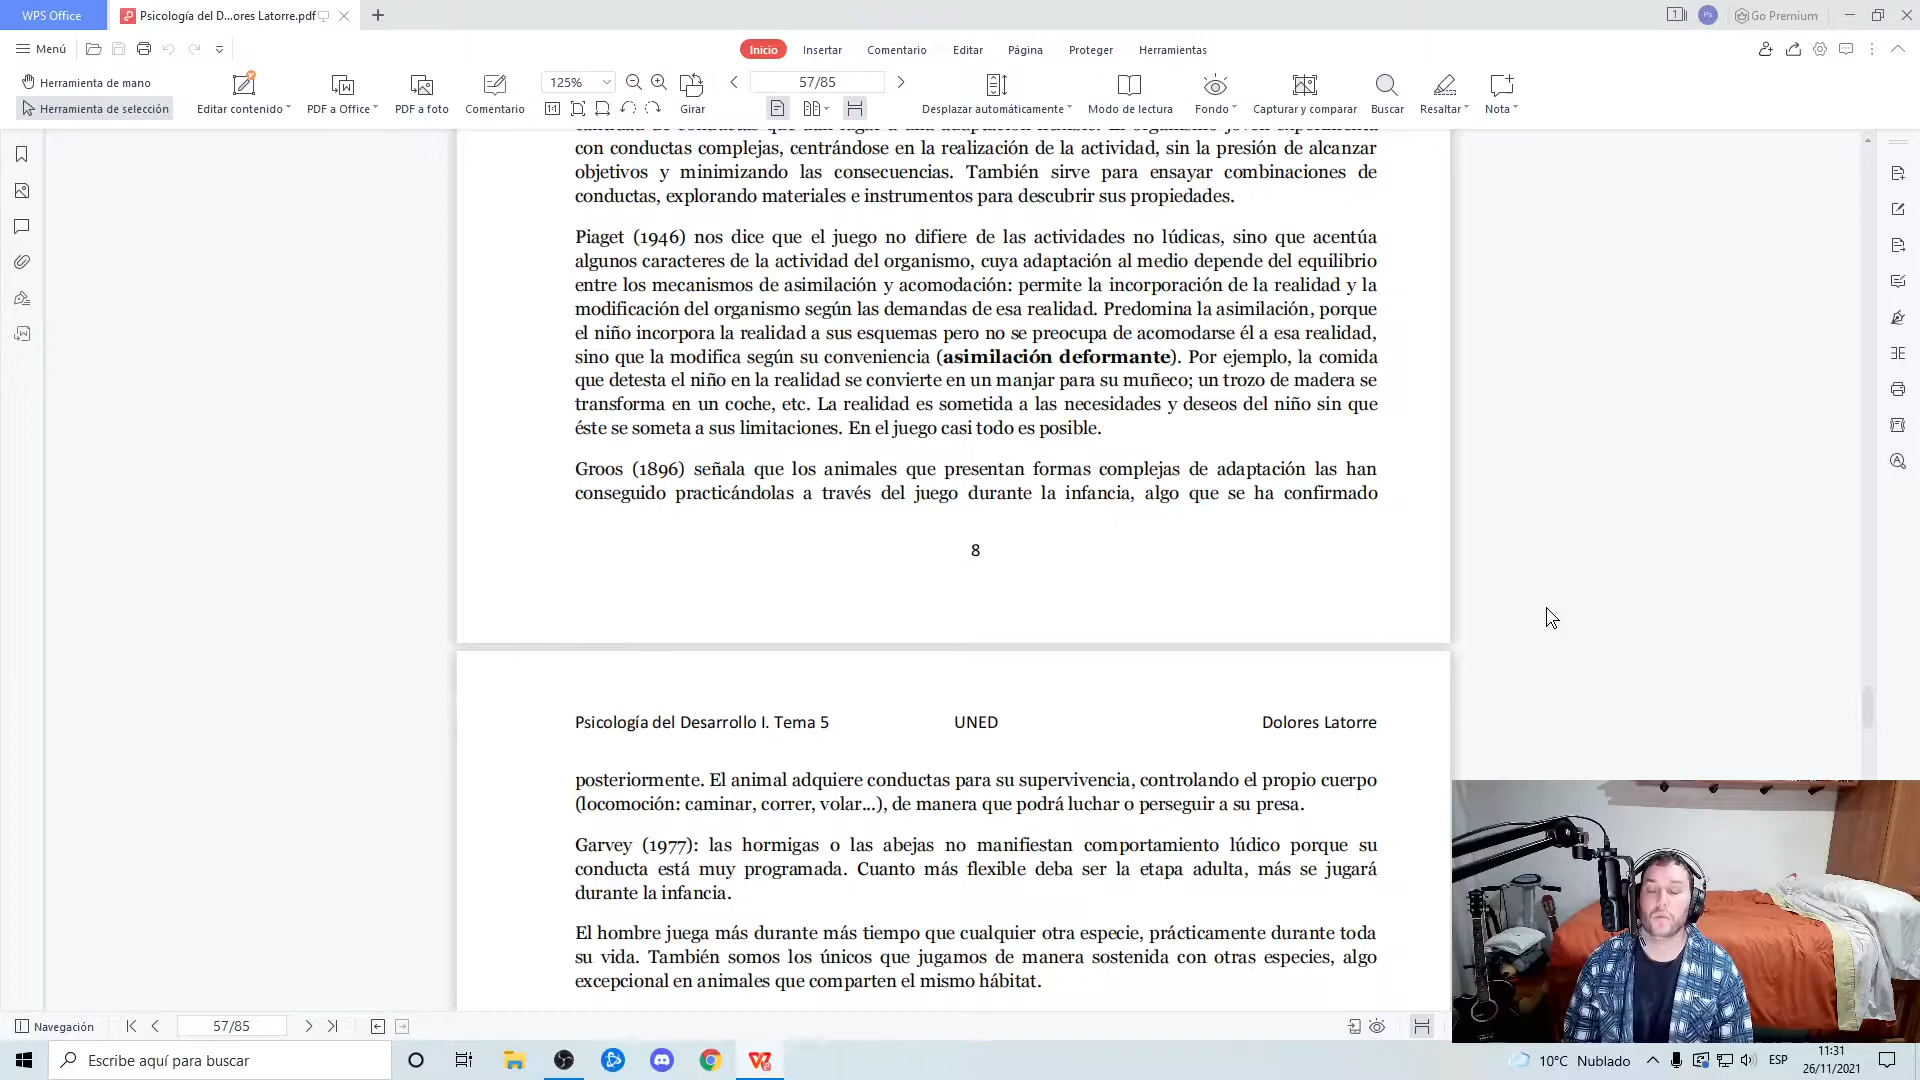 WPS Office
Psicología del D...ores Latorre.pdf
1
Ps
Go Premium
Menú
Inicio
Insertar
Comentario
Editar
Página
Proteger
Herramientas
Herramienta de mano
Herramienta de selección
Editar contenido
PDF a Office
PDF a foto
Comentario
125%
Girar
57/85
Desplazar automáticamente
Modo de lectura
Fondo
Capturar y comparar
Buscar
Resaltar
Nota
con conductas complejas, centrándose en la realización de la actividad, sin la presión de alcanzar
objetivos y minimizando las consecuencias. También sirve para ensayar combinaciones de
conductas, explorando materiales e instrumentos para descubrir sus propiedades.
Piaget (1946) nos dice que el juego no difiere de las actividades no lúdicas, sino que acentúa
algunos caracteres de la actividad del organismo, cuya adaptación al medio depende del equilibrio
entre los mecanismos de asimilación y acomodación: permite la incorporación de la realidad y la
modificación del organismo según las demandas de esa realidad. Predomina la asimilación, porque
el niño incorpora la realidad a sus esquemas pero no se preocupa de acomodarse él a esa realidad,
sino que la modifica según su conveniencia (asimilación deformante). Por ejemplo, la comida
que detesta el niño en la realidad se convierte en un manjar para su muñeco; un trozo de madera se
transforma en un coche, etc. La realidad es sometida a las necesidades y deseos del niño sin que
éste se someta a sus limitaciones. En el juego casi todo es posible.
Groos (1896) señala que los animales que presentan formas complejas de adaptación las han
conseguido practicándolas a través del juego durante la infancia, algo que se ha confirmado
8
Psicología del Desarrollo I. Tema 5 UNED Dolores Latorre
posteriormente. El animal adquiere conductas para su supervivencia, controlando el propio cuerpo
(locomoción: caminar, correr, volar...), de manera que podrá luchar o perseguir a su presa.
Garvey (1977): las hormigas o las abejas no manifiestan comportamiento lúdico porque su
conducta está muy programada. Cuanto más flexible deba ser la etapa adulta, más se jugará
durante la infancia.
El hombre juega más durante más tiempo que cualquier otra especie, prácticamente durante toda
su vida. También somos los únicos que jugamos de manera sostenida con otras especies, algo
excepcional en animales que comparten el mismo hábitat.
Navegación
57/85
Escribe aquí para buscar
10°C Nublado
ESP
11:31
26/11/2021